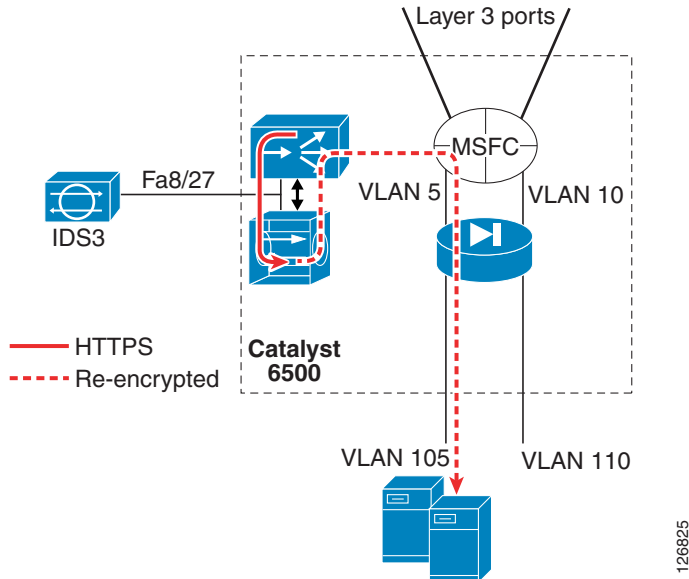 Layer 3 ports
MSFC
Fa8/27
VLAN 5
VLAN 10
IDS3
HTTPS
Re-encrypted
Catalyst
6500
VLAN 105
VLAN 110
126825